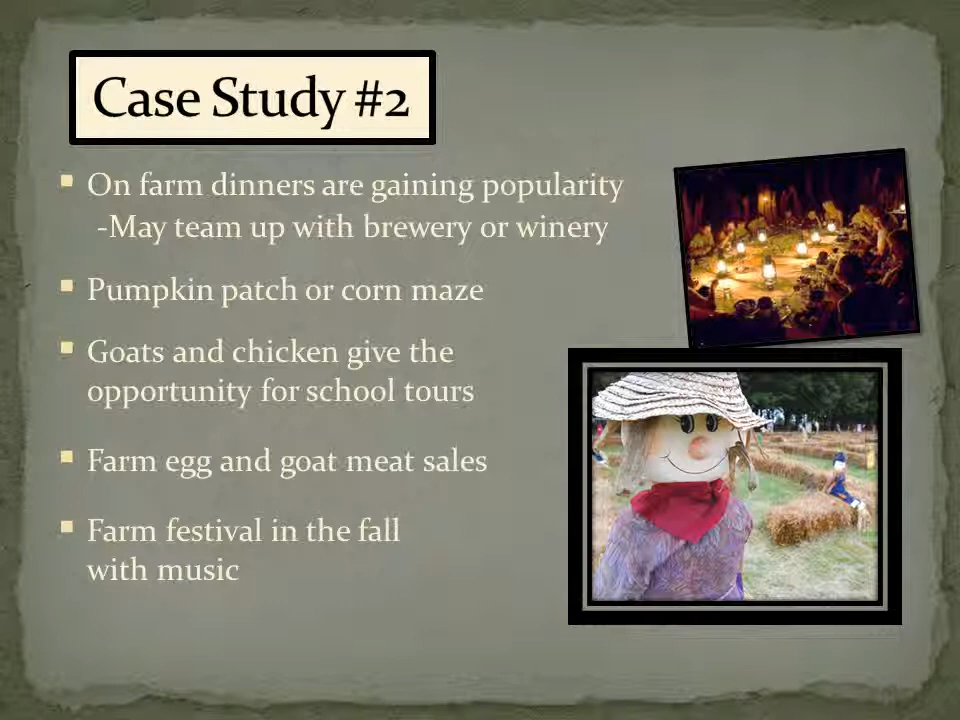 Case Study #2
▪ On farm dinners are gaining popularity
-May team up with brewery or winery
▪ Pumpkin patch or corn maze
▪ Goats and chicken give the
opportunity for school tours
▪ Farm egg and goat meat sales
▪ Farm festival in the fall
with music